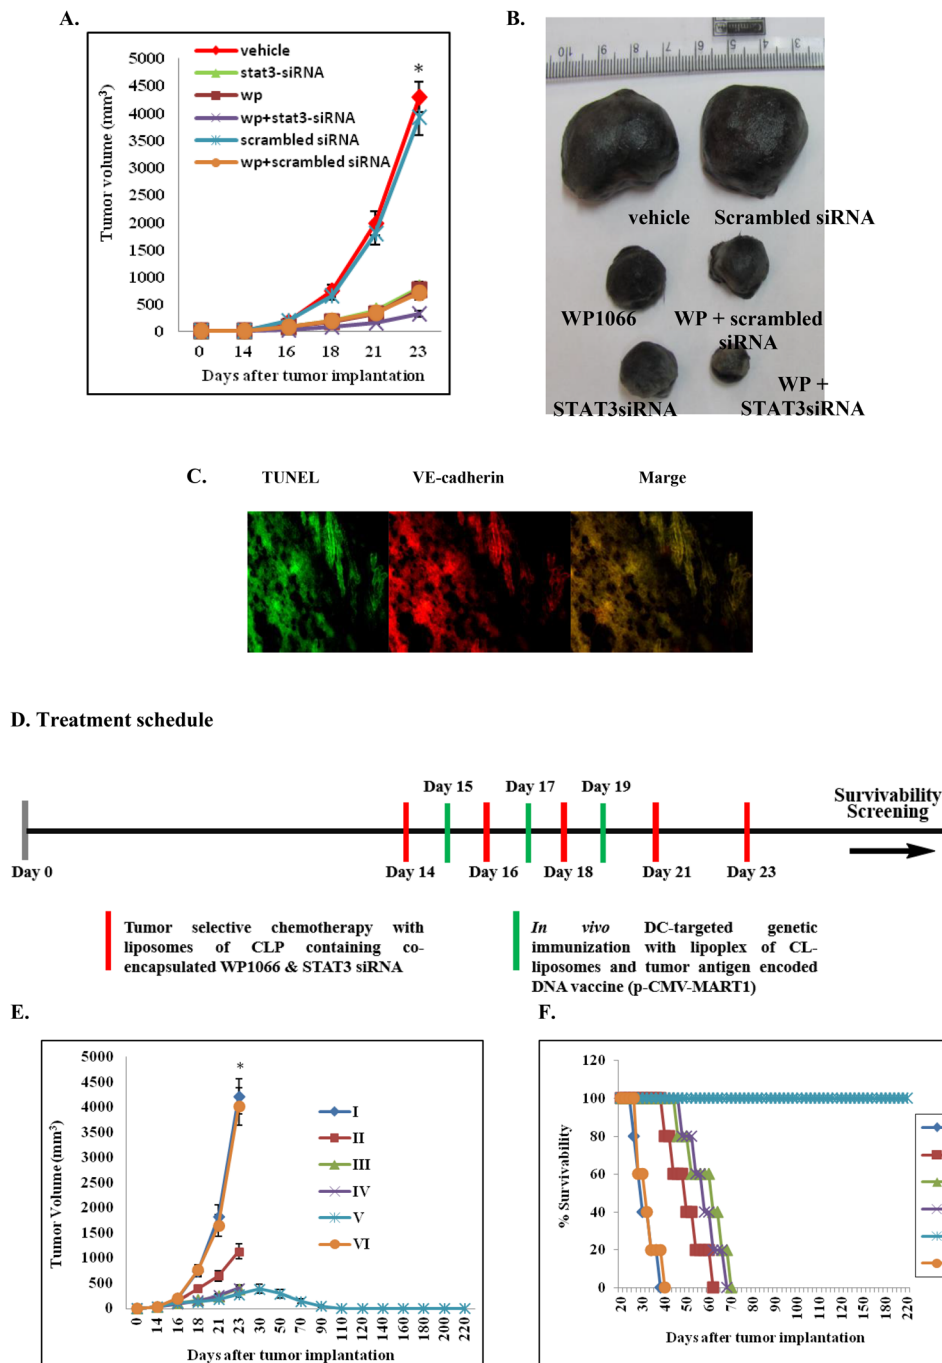 A.
vehicle
stat3-siRNA
wp
wp+stat3-siRNA
scrambled siRNA
wp+scrambled siRNA
*
Tumor volume (mm³)
5000
4500
4000
3500
3000
2500
2000
1500
1000
500
0
0 14 16 18 21 23
Days after tumor implantation
B.
10 9 8 7 6 5 4 3
vehicle Scrambled siRNA
WP1066 WP + scrambled
siRNA
STAT3siRNA WP +
STAT3siRNA
C.
TUNEL VE-cadherin Marge
D. Treatment schedule
Day 15 Day 17 Day 19
Survivability
Screening
Day 0 Day 14 Day 16 Day 18 Day 21 Day 23
Tumor selective chemotherapy with
liposomes of CLP containing co-
encapsulated WP1066 & STAT3 siRNA
In vivo DC-targeted genetic
immunization with lipoplex of CL-
liposomes and tumor antigen encoded
DNA vaccine (p-CMV-MART1)
E.
*
Tumor Volume (mm³)
5000
4500
4000
3500
3000
2500
2000
1500
1000
500
0
I
II
III
IV
V
VI
0 14 16 18 21 23 30 50 70 90 110 120 140 160 180 200 220
Days after tumor implantation
F.
% Survivability
120
100
80
60
40
20
0
20 30 40 50 60 70 80 90 100 110 120 150 180 220
Days after tumor implantation